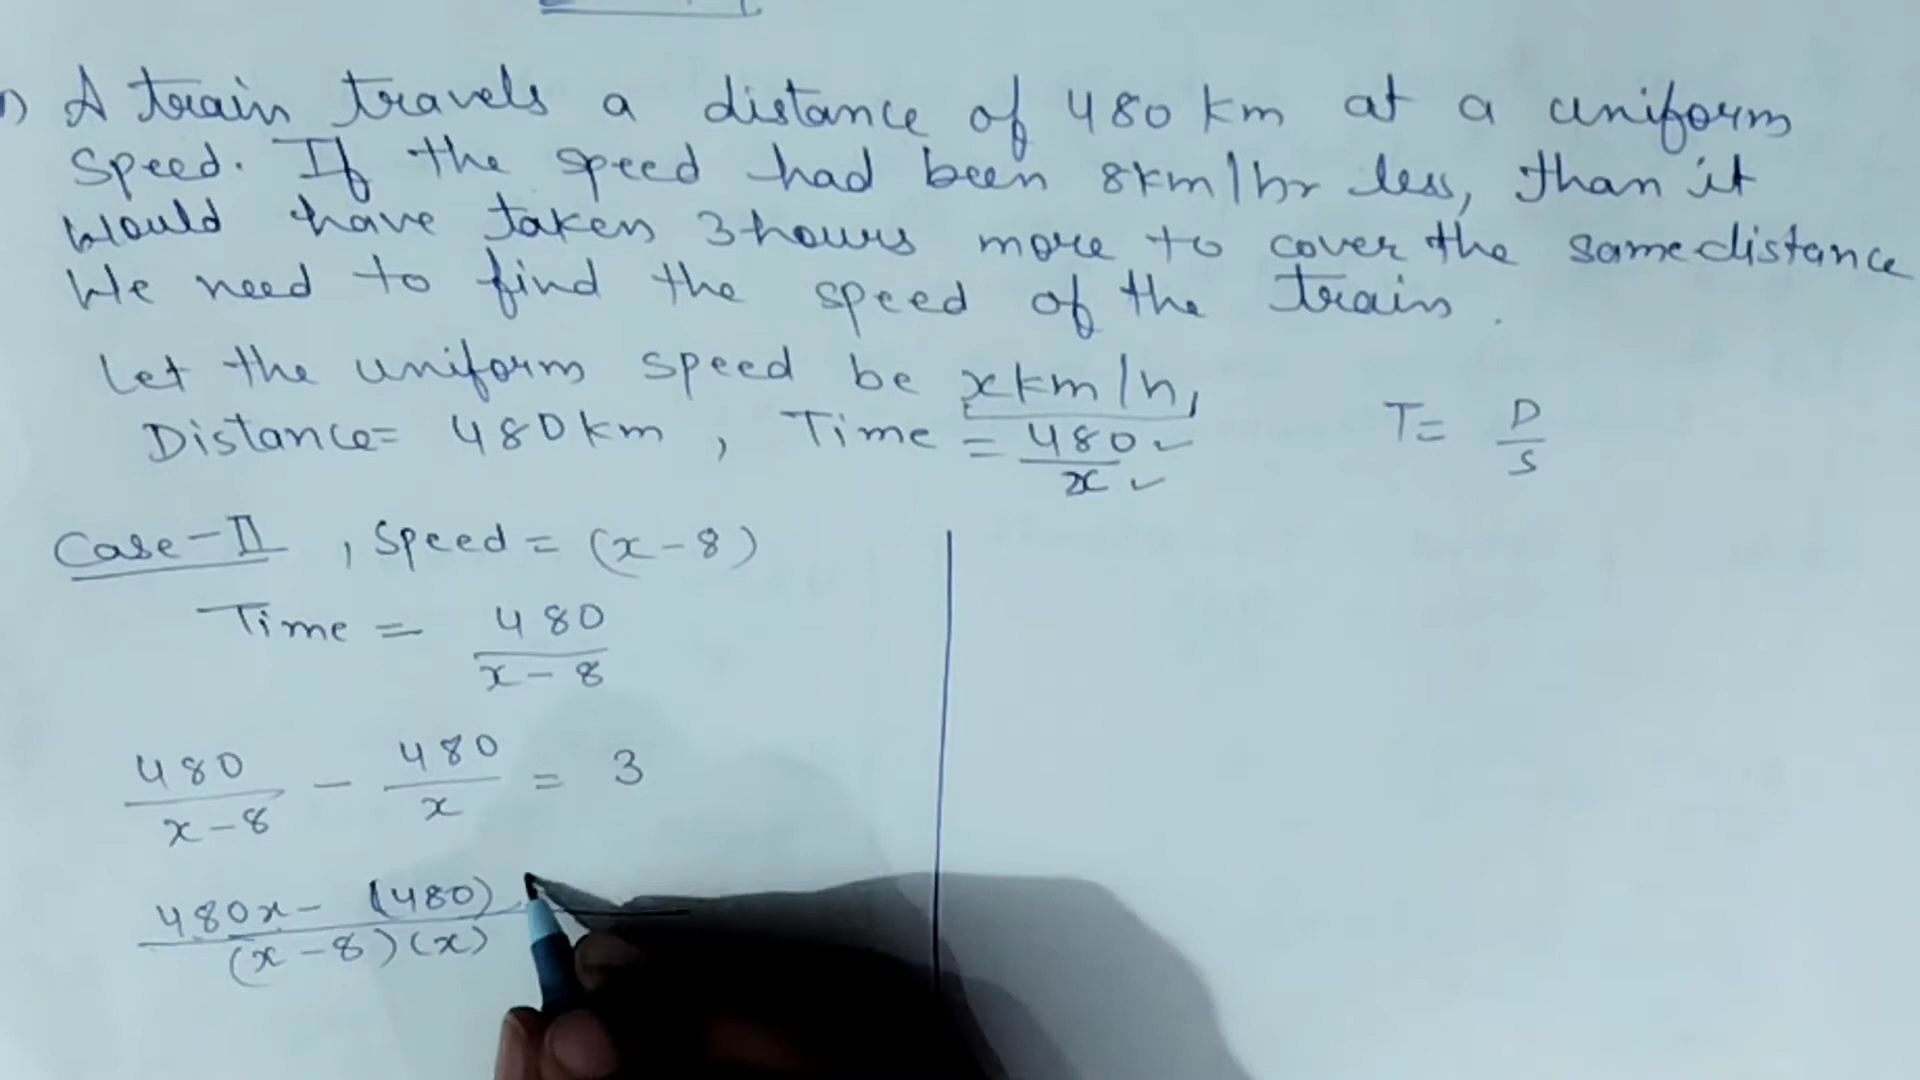 1) A train travels a distance of 480 km at a uniform
speed. If the speed had been 8km/hr less, than it
would have taken 3 hours more to cover the same distance
We need to find the speed of the train.
Let the uniform speed be x km/h,
Distance = 480 km, Time = 480/x ✓ T = D/S
Case-II, Speed = (x-8)
Time = 480/(x-8)
480/(x-8) - 480/x = 3
480x - (480)/(x-8)(x)